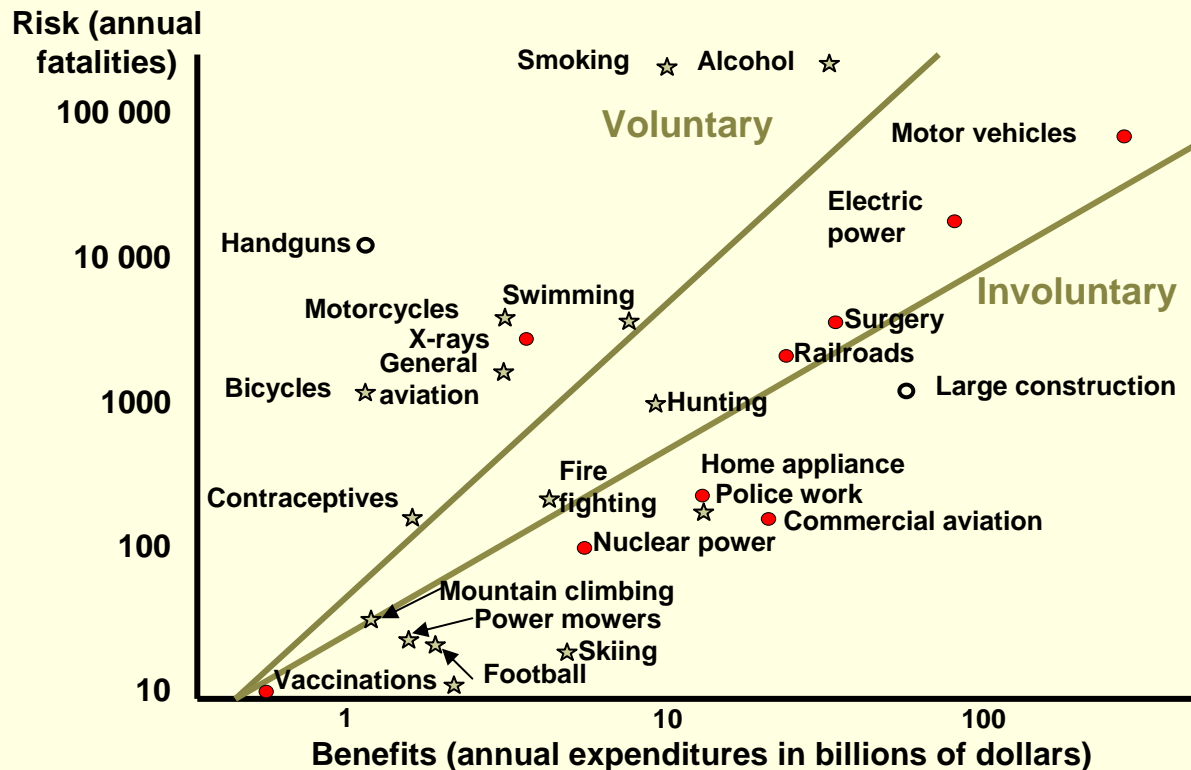 Risk (annual
fatalities)
Smoking
Alcohol
100 000
Voluntary
Motor vehicles
Electric
power
Handguns
10 000
Involuntary
Swimming
Motorcycles
Surgery
X-rays
Railroads
General
aviation
Bicycles
Large construction
1000
Hunting
Home appliance
Fire
fighting
Police work
Contraceptives
Commercial aviation
100
Nuclear power
Mountain climbing
Power mowers
Skiing
Football
Vaccinations
10
1
10
100
Benefits (annual expenditures in billions of dollars)